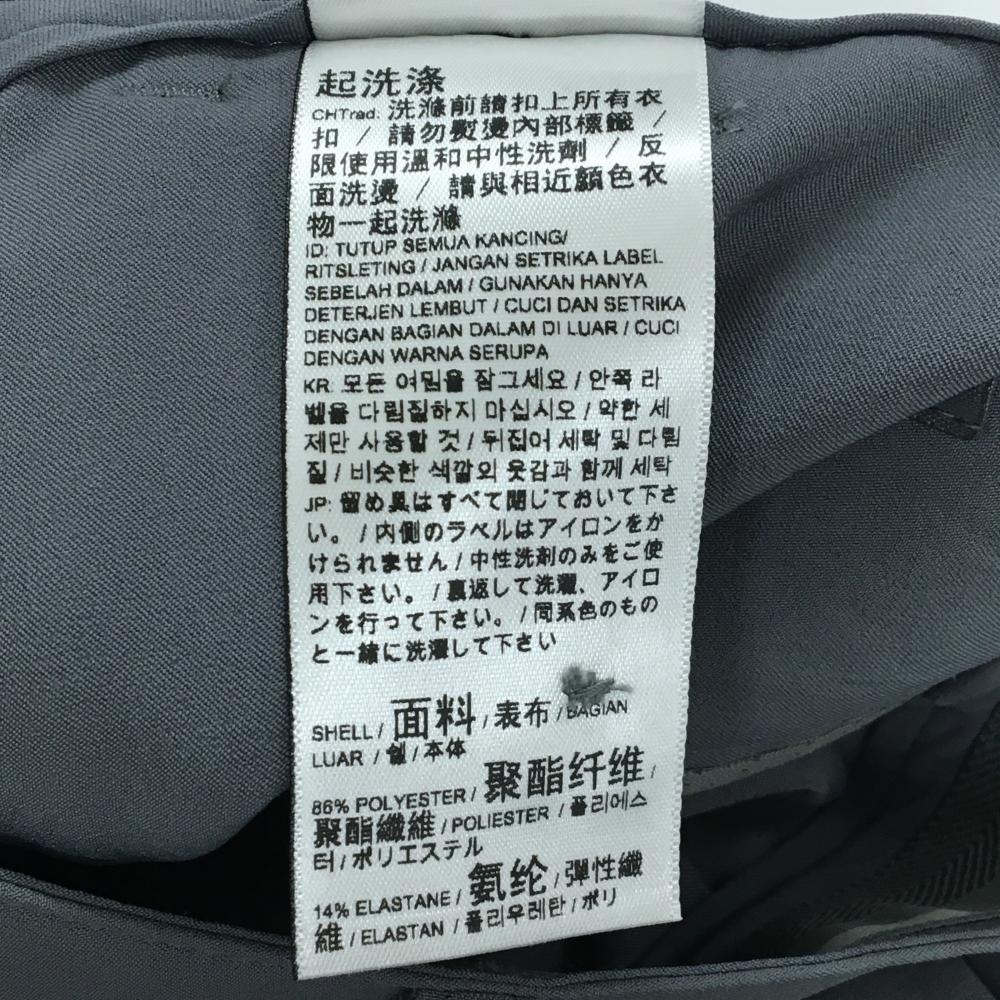 起洗涤
CHTrad: 洗滌前請扣上所有衣
扣 / 請勿熨燙內部標籤 /
限使用溫和中性洗劑 / 反
面洗燙 / 請與相近顏色衣
物一起洗滌
ID: TUTUP SEMUA KANCING/
RITSLETING / JANGAN SETRIKA LABEL
SEBELAH DALAM / GUNAKAN HANYA
DETERJEN LEMBUT / CUCI DAN SETRIKA
DENGAN BAGIAN DALAM DI LUAR / CUCI
DENGAN WARNA SERUPA
KR: 모든 여밈을 잠그세요 / 안쪽 라
벨을 다림질하지 마십시오 / 약한 세
제만 사용할 것 / 뒤집어 세탁 및 다림
질 / 비슷한 색깔의 옷감과 함께 세탁
JP: 留め具はすべて閉じておいて下さ
い。 / 内側のラベルはアイロンをか
けられません / 中性洗剤のみをご使
用下さい。 / 裏返して洗濯、アイロ
ンを行って下さい。 / 同系色のもの
と一緒に洗濯して下さい
SHELL / 面料 / 表布 / BAGIAN
LUAR / 쉘 / 本体
86% POLYESTER / 聚酯纤维 /
聚酯纖維 / POLIESTER / 폴리에스
터 / ポリエステル
14% ELASTANE / 氨纶 / 彈性纖
維 / ELASTAN / 폴리우레탄 / ポリ